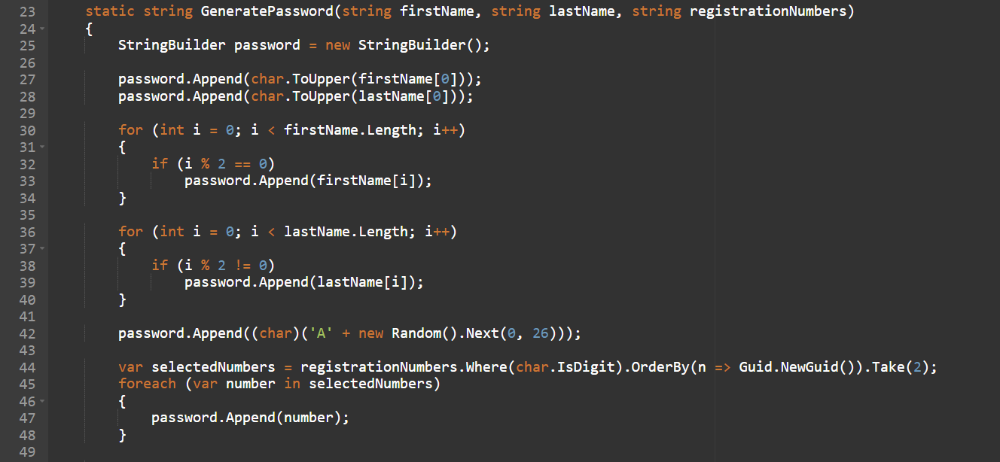 23 static string GeneratePassword(string firstName, string lastName, string registrationNumbers)
24 {
25 StringBuilder password = new StringBuilder();
26
27 password.Append(char.ToUpper(firstName[0]));
28 password.Append(char.ToUpper(lastName[0]));
29
30 for (int i = 0; i < firstName.Length; i++)
31 {
32 if (i % 2 == 0)
33 password.Append(firstName[i]);
34 }
35
36 for (int i = 0; i < lastName.Length; i++)
37 {
38 if (i % 2 != 0)
39 password.Append(lastName[i]);
40 }
41
42 password.Append((char)('A' + new Random().Next(0, 26)));
43
44 var selectedNumbers = registrationNumbers.Where(char.IsDigit).OrderBy(n => Guid.NewGuid()).Take(2);
45 foreach (var number in selectedNumbers)
46 {
47 password.Append(number);
48 }
49